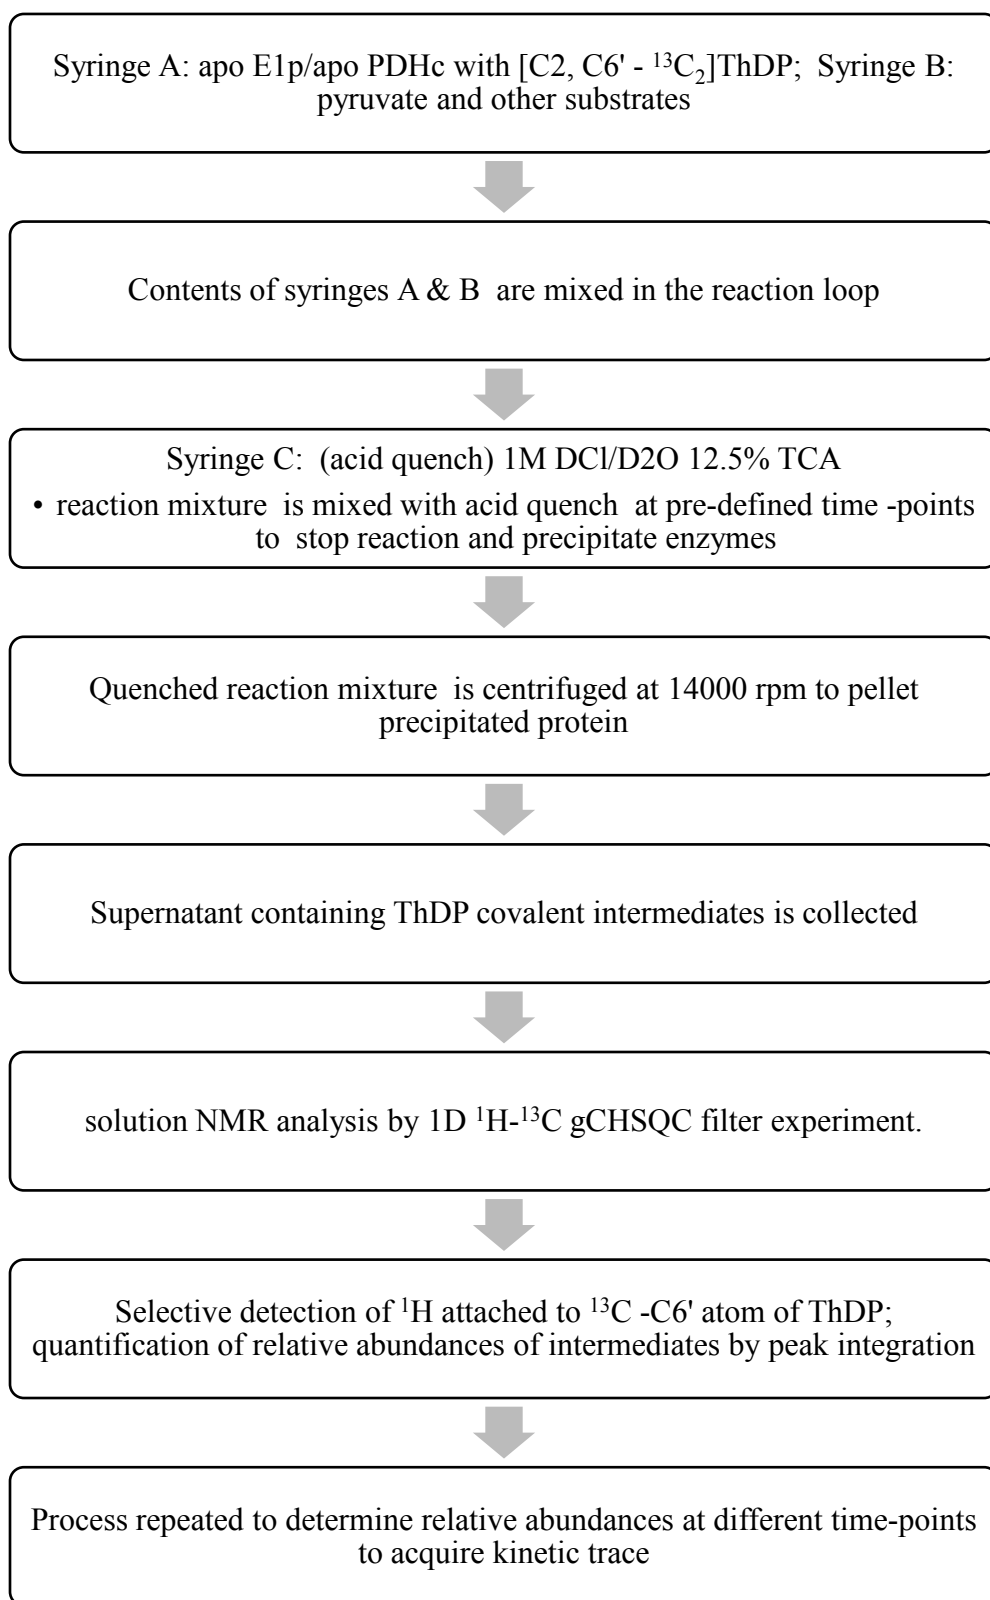 Syringe A: apo E1p/apo PDHc with [C2, C6' - ¹³C₂]ThDP;  Syringe B:
pyruvate and other substrates
Contents of syringes A & B  are mixed in the reaction loop
Syringe C:  (acid quench) 1M DCl/D2O 12.5% TCA
• reaction mixture  is mixed with acid quench  at pre-defined time -points
to  stop reaction and precipitate enzymes
Quenched reaction mixture  is centrifuged at 14000 rpm to pellet
precipitated protein
Supernatant containing ThDP covalent intermediates is collected
solution NMR analysis by 1D ¹H-¹³C gCHSQC filter experiment.
Selective detection of ¹H attached to ¹³C -C6' atom of ThDP;
quantification of relative abundances of intermediates by peak integration
Process repeated to determine relative abundances at different time-points
to acquire kinetic trace